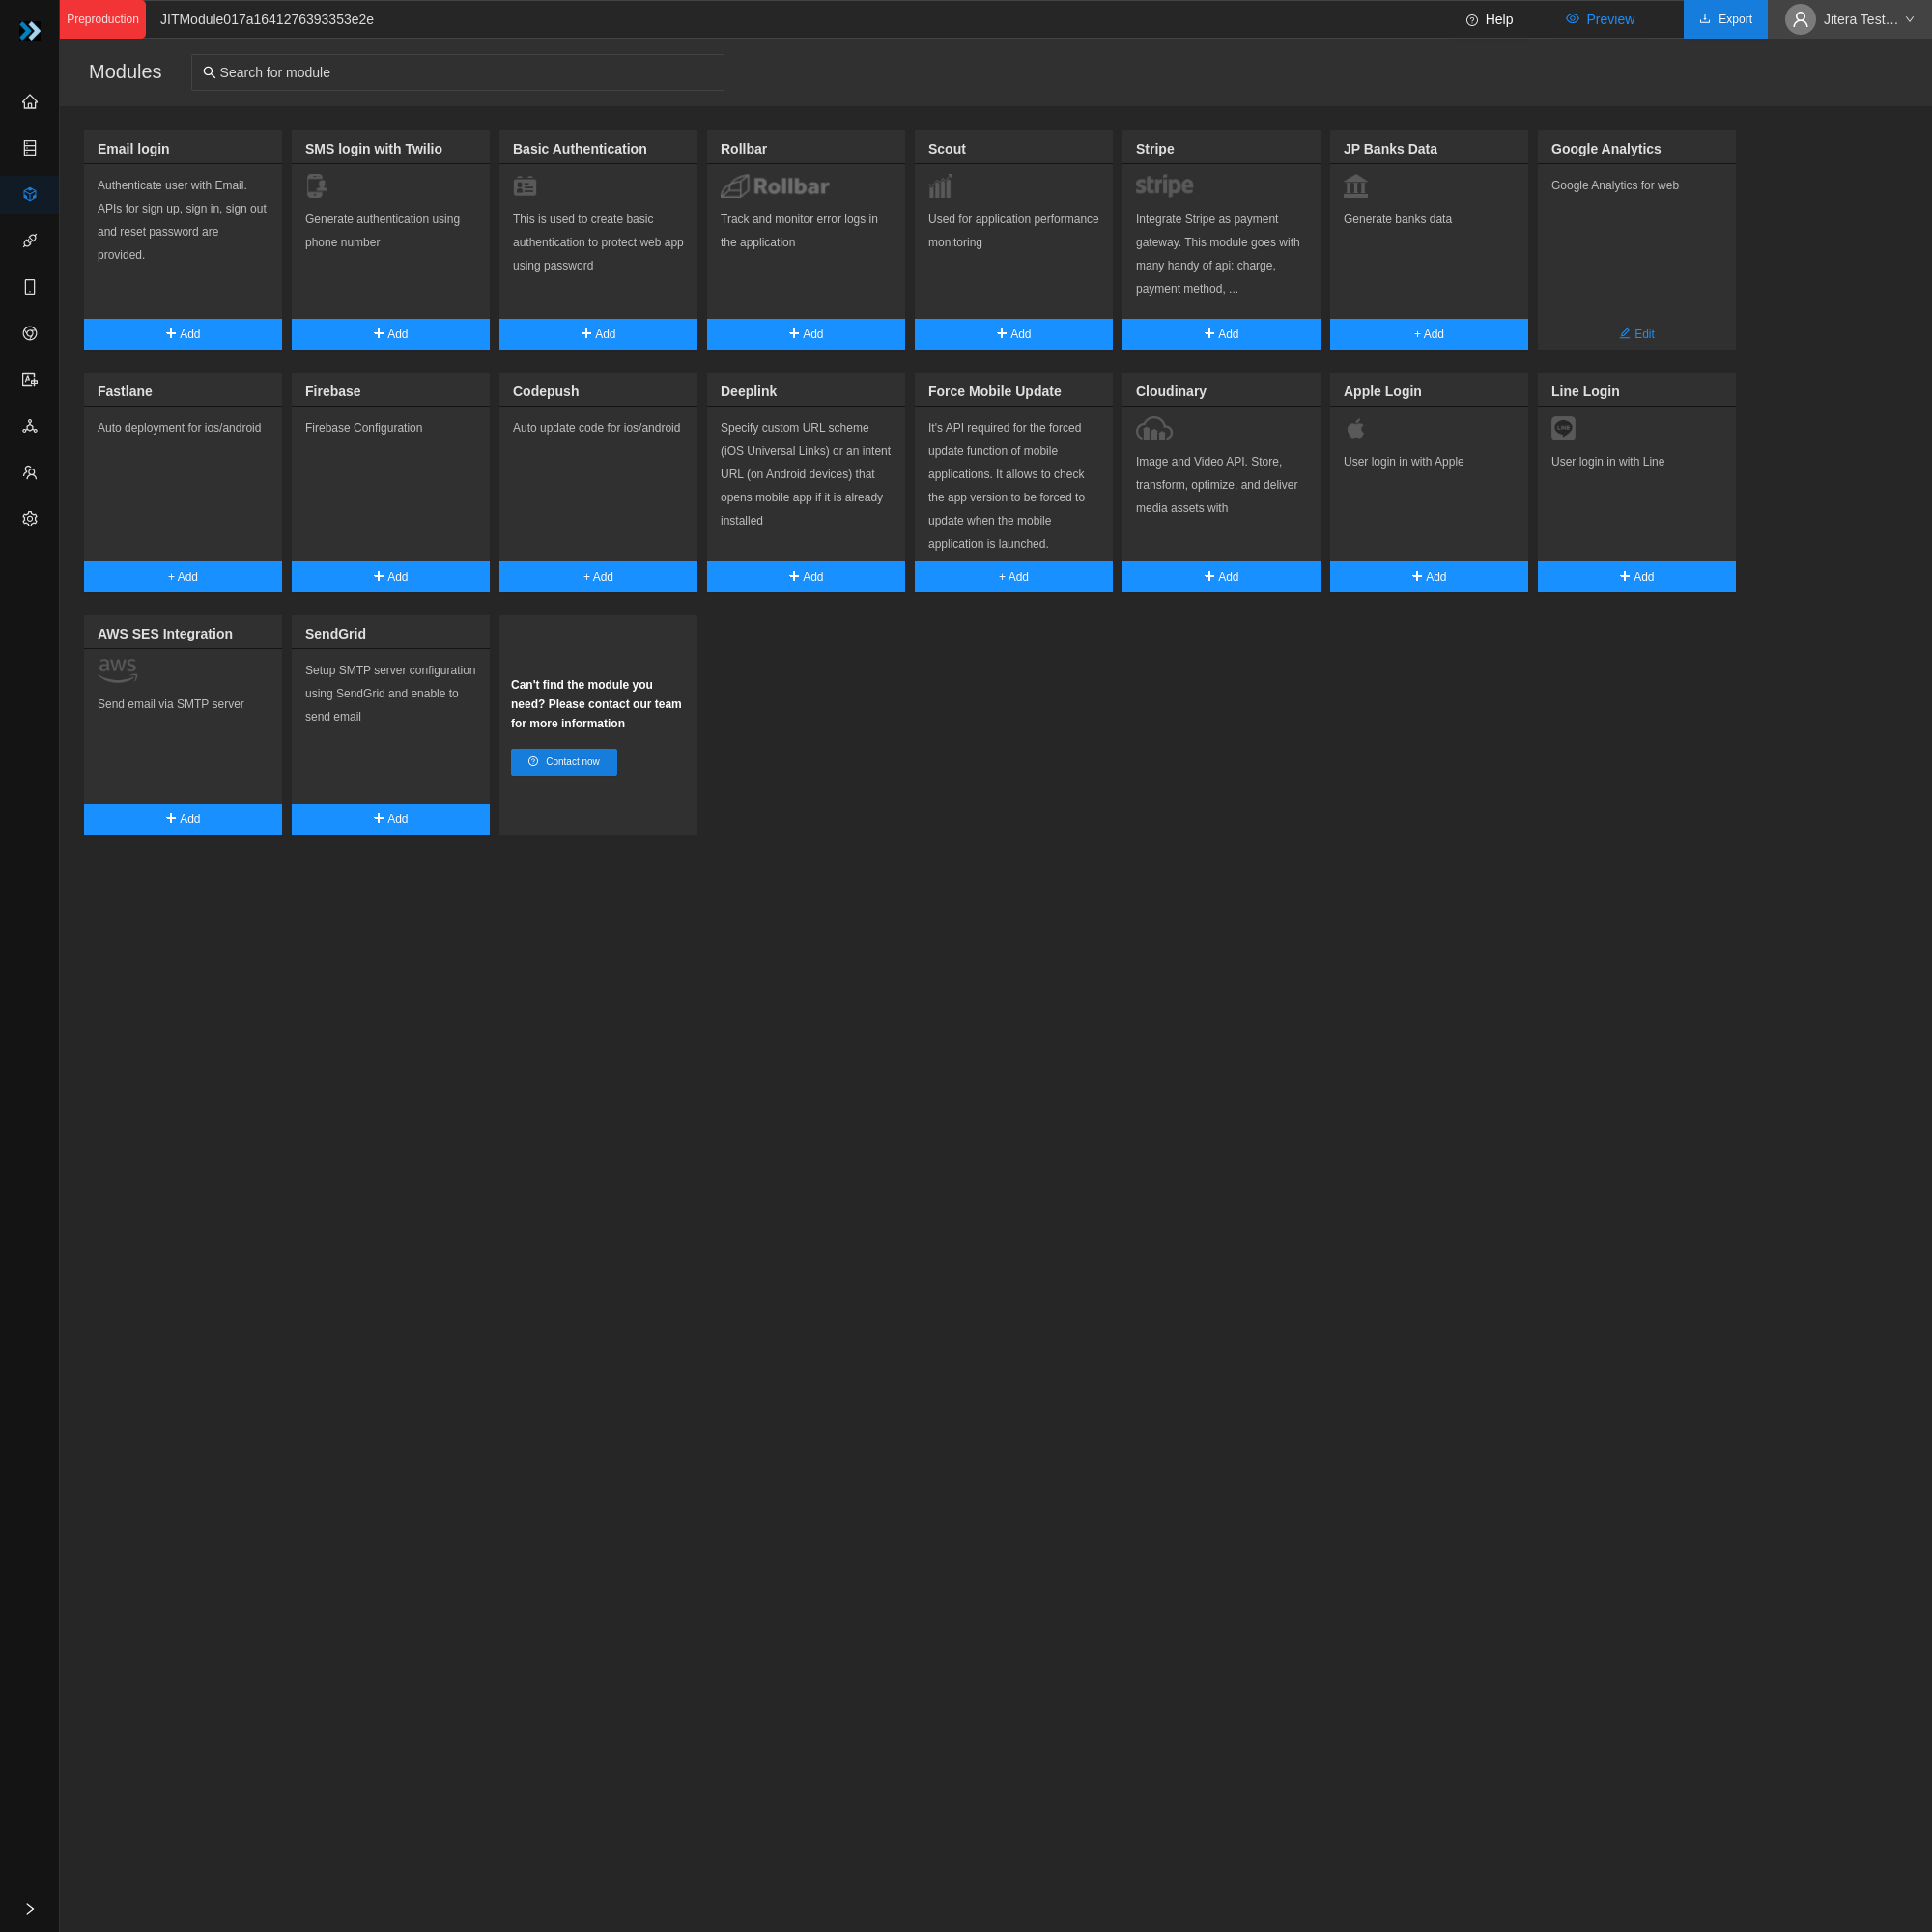 Preproduction
JITModule017a1641276393353e2e
Help
Preview
Export
Jitera Test…
Modules
Search for module
Email login
Authenticate user with Email.
APIs for sign up, sign in, sign out
and reset password are
provided.
Add
SMS login with Twilio
Generate authentication using
phone number
Add
Basic Authentication
This is used to create basic
authentication to protect web app
using password
Add
Rollbar
Rollbar
Track and monitor error logs in
the application
Add
Scout
Used for application performance
monitoring
Add
Stripe
stripe
Integrate Stripe as payment
gateway. This module goes with
many handy of api: charge,
payment method, ...
Add
JP Banks Data
Generate banks data
+ Add
Google Analytics
Google Analytics for web
Edit
Fastlane
Auto deployment for ios/android
+ Add
Firebase
Firebase Configuration
Add
Codepush
Auto update code for ios/android
+ Add
Deeplink
Specify custom URL scheme
(iOS Universal Links) or an intent
URL (on Android devices) that
opens mobile app if it is already
installed
Add
Force Mobile Update
It's API required for the forced
update function of mobile
applications. It allows to check
the app version to be forced to
update when the mobile
application is launched.
+ Add
Cloudinary
Image and Video API. Store,
transform, optimize, and deliver
media assets with
Add
Apple Login
User login in with Apple
Add
Line Login
LINE
User login in with Line
Add
AWS SES Integration
aws
Send email via SMTP server
Add
SendGrid
Setup SMTP server configuration
using SendGrid and enable to
send email
Add
Can't find the module you
need? Please contact our team
for more information
Contact now